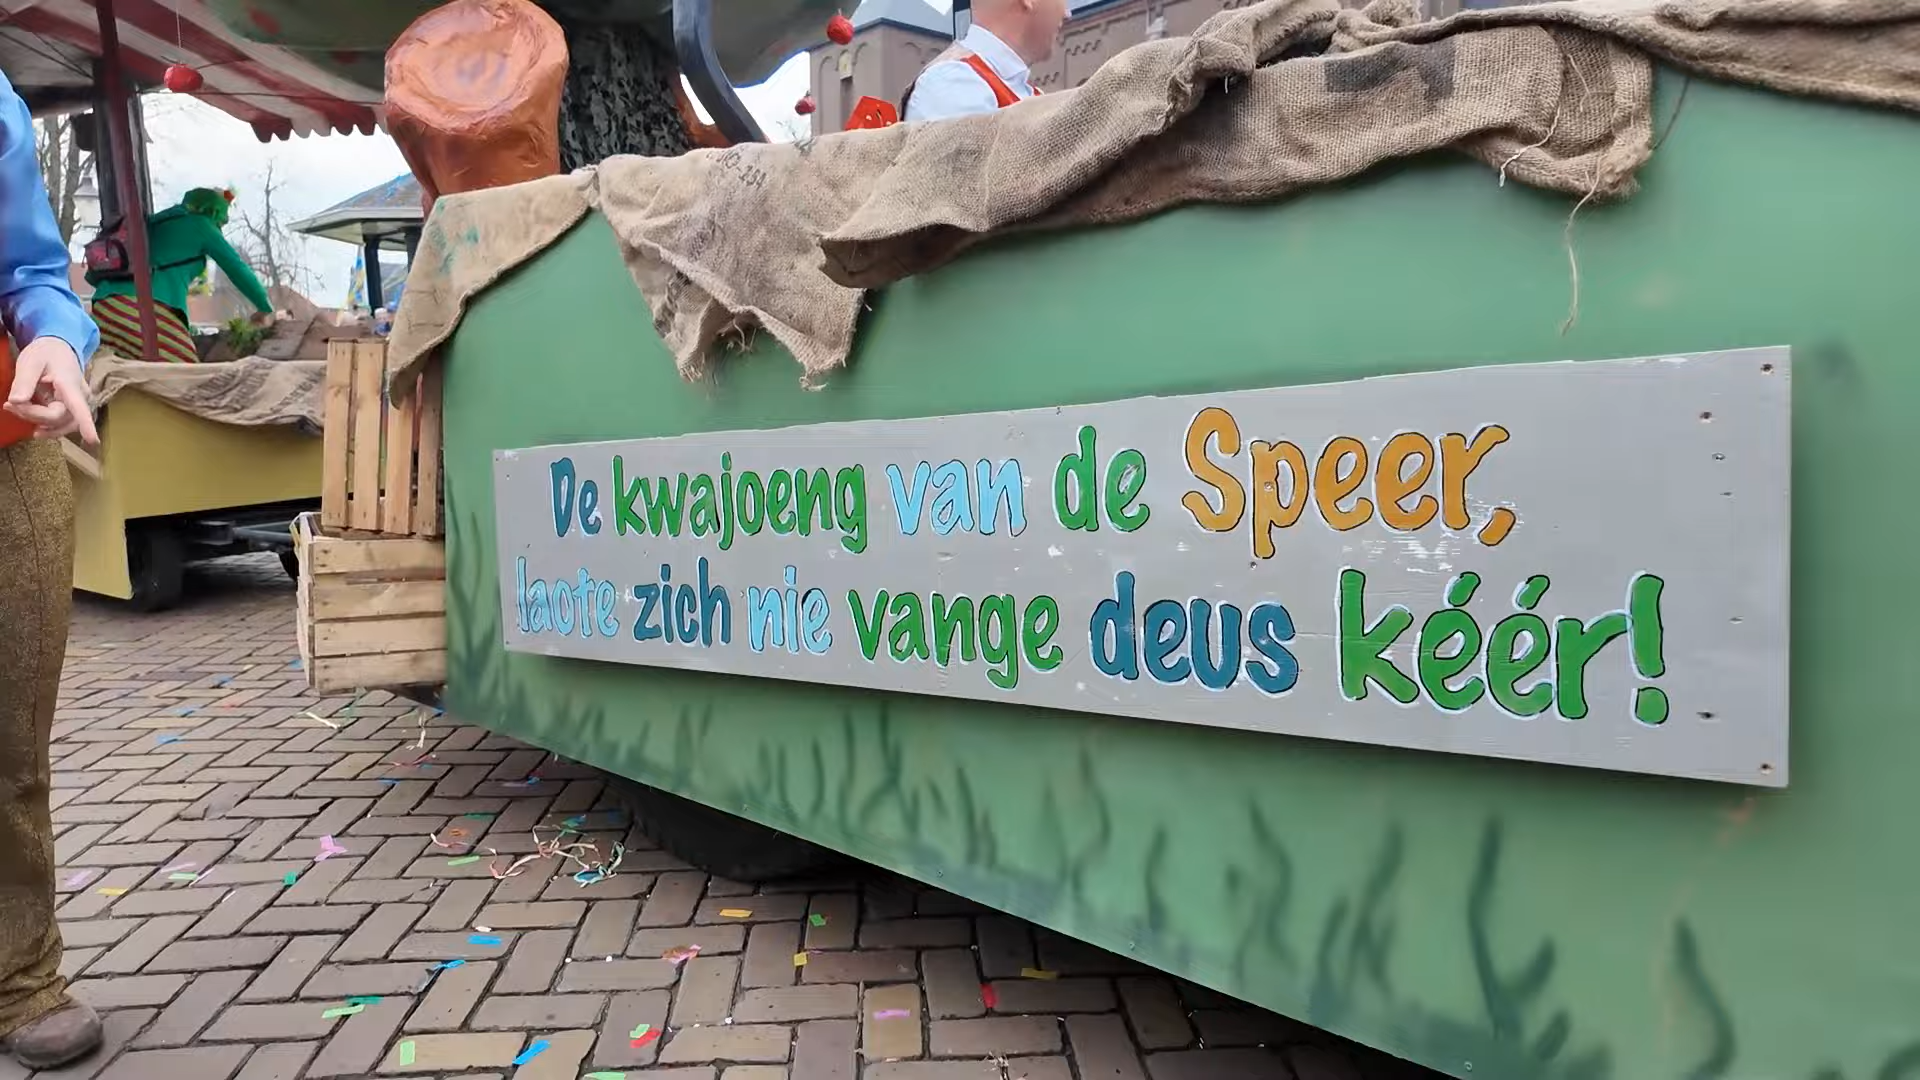 De kwajoeng van de Speer,
laote zich nie vange deus kéér!